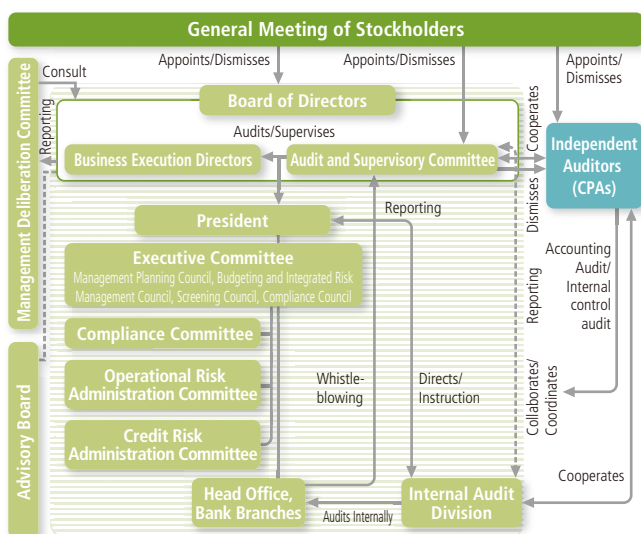 General Meeting of Stockholders
Appoints/Dismisses
Appoints/Dismisses
Appoints/
Dismisses
Consult
Management Deliberation Committee
Reporting
Board of Directors
Audits/Supervises
Cooperates
Business Execution Directors
Audit and Supervisory Committee
Independent
Auditors
(CPAs)
Dismisses
President
Reporting
Executive Committee
Management Planning Council, Budgeting and Integrated Risk
Management Council, Screening Council, Compliance Council
Reporting
Accounting
Audit/
Internal
control
audit
Compliance Committee
Operational Risk
Administration Committee
Whistle-
blowing
Directs/
Instruction
Collaborates/
Coordinates
Credit Risk
Administration Committee
Advisory Board
Cooperates
Head Office,
Bank Branches
Audits Internally
Internal Audit
Division